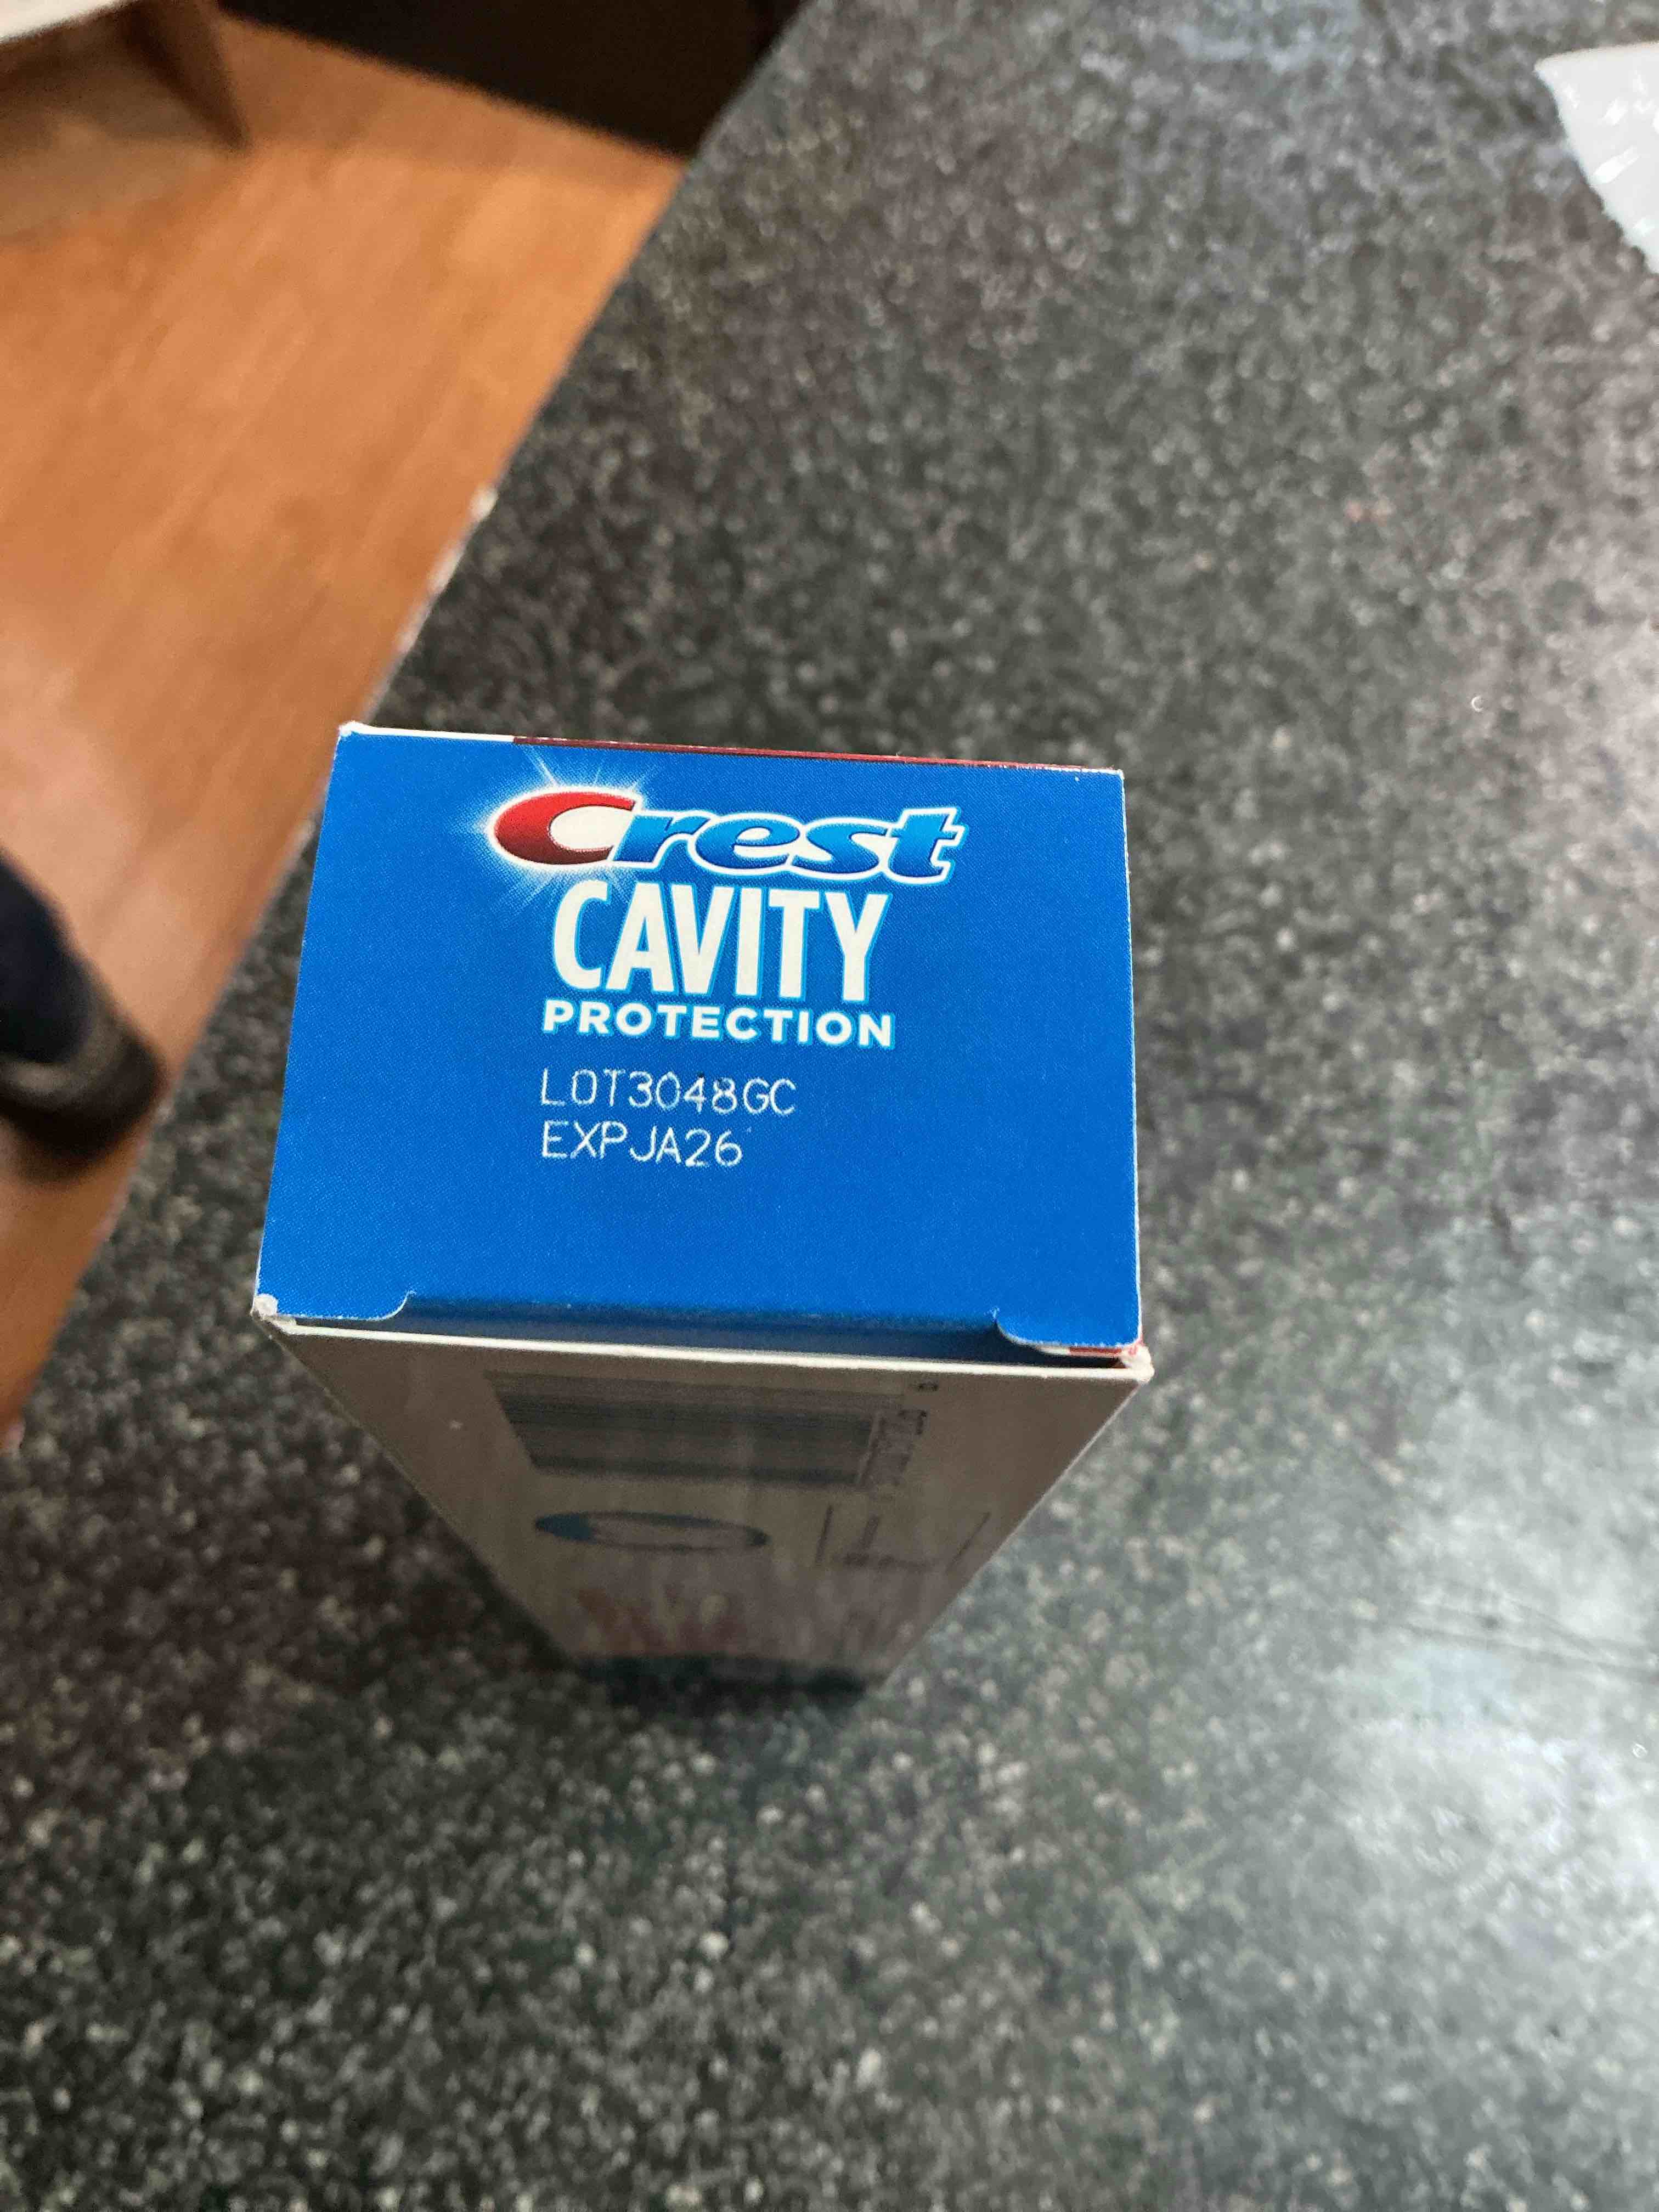 Crest
CAVITY
PROTECTION
LOT3048GC
EXPJA26